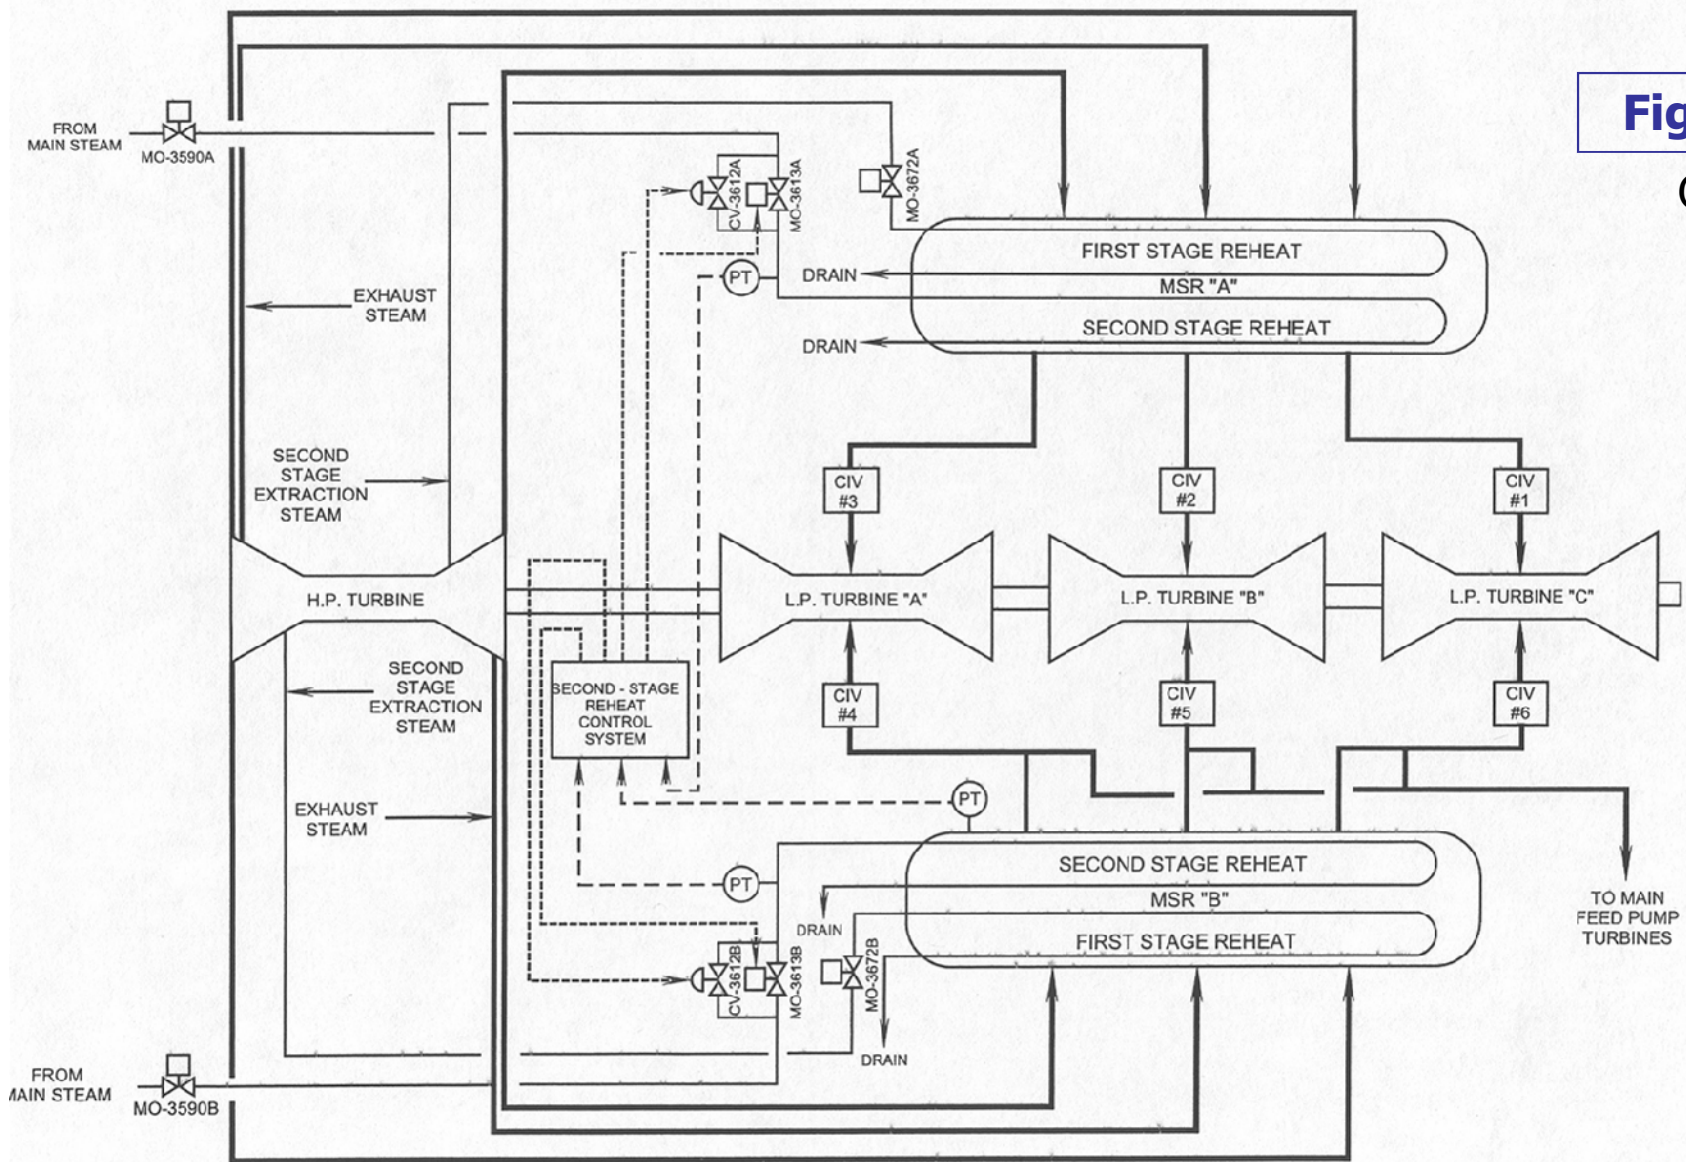 Fig
FROM
MAIN STEAM
MO-3590A
CV-3612A
MO-3613A
MO-3672A
FIRST STAGE REHEAT
DRAIN
PT
MSR "A"
SECOND STAGE REHEAT
DRAIN
EXHAUST
STEAM
SECOND
STAGE
EXTRACTION
STEAM
CIV
#3
CIV
#2
CIV
#1
H.P. TURBINE
L.P. TURBINE "A"
L.P. TURBINE "B"
L.P. TURBINE "C"
SECOND
STAGE
EXTRACTION
STEAM
SECOND - STAGE
REHEAT
CONTROL
SYSTEM
CIV
#4
CIV
#5
CIV
#6
EXHAUST
STEAM
PT
PT
SECOND STAGE REHEAT
MSR "B"
DRAIN
FIRST STAGE REHEAT
TO MAIN
FEED PUMP
TURBINES
CV-3612B
MO-3613B
MO-3672B
DRAIN
FROM
MAIN STEAM
MO-3590B